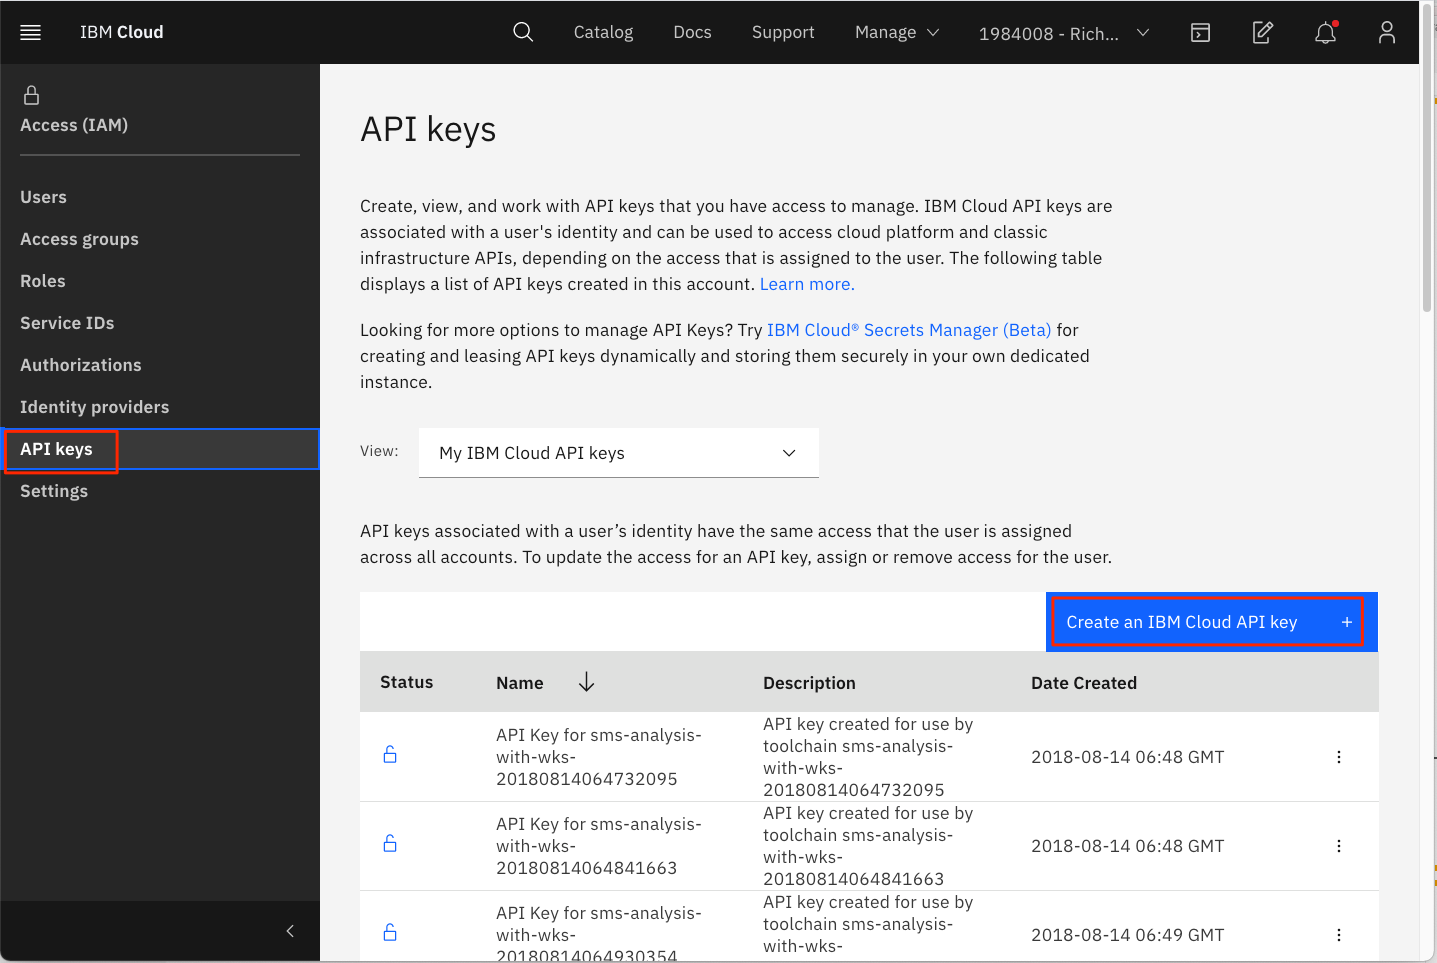 IBM Cloud
Catalog
Docs
Support
Manage
1984008 - Rich...
Access (IAM)
Users
Access groups
Roles
Service IDs
Authorizations
Identity providers
API keys
Settings
API keys
Create, view, and work with API keys that you have access to manage. IBM Cloud API keys are
associated with a user's identity and can be used to access cloud platform and classic
infrastructure APIs, depending on the access that is assigned to the user. The following table
displays a list of API keys created in this account. Learn more.
Looking for more options to manage API Keys? Try IBM Cloud® Secrets Manager (Beta) for
creating and leasing API keys dynamically and storing them securely in your own dedicated
instance.
View:
My IBM Cloud API keys
API keys associated with a user’s identity have the same access that the user is assigned
across all accounts. To update the access for an API key, assign or remove access for the user.
Create an IBM Cloud API key +
Status
Name
Description
Date Created
API Key for sms-analysis-
with-wks-
20180814064732095
API key created for use by
toolchain sms-analysis-
with-wks-
20180814064732095
2018-08-14 06:48 GMT
API Key for sms-analysis-
with-wks-
20180814064841663
API key created for use by
toolchain sms-analysis-
with-wks-
20180814064841663
2018-08-14 06:48 GMT
API Key for sms-analysis-
with-wks-
20180814064930354
API key created for use by
toolchain sms-analysis-
with-wks-
2018-08-14 06:49 GMT